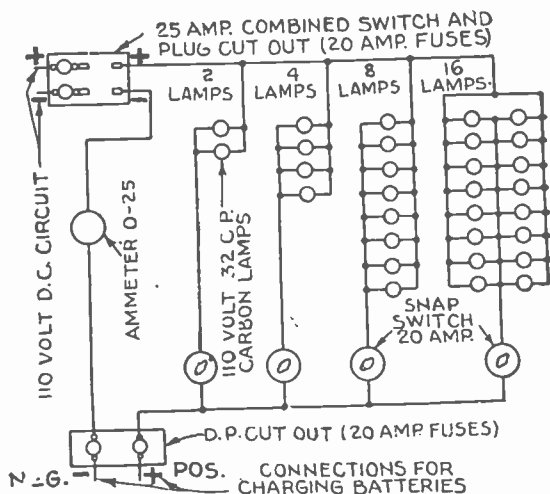 25 AMP. COMBINED SWITCH AND
PLUG CUT OUT (20 AMP. FUSES)
+ +
- -
2
LAMPS
4
LAMPS
8
LAMPS
16
LAMPS.
110 VOLT D.C. CIRCUIT
AMMETER 0-25
110 VOLT 32 C.P.
CARBON LAMPS
SNAP
SWITCH
20 AMP.
D.P. CUT OUT (20 AMP. FUSES)
N=G. - + POS.
CONNECTIONS FOR
CHARGING BATTERIES